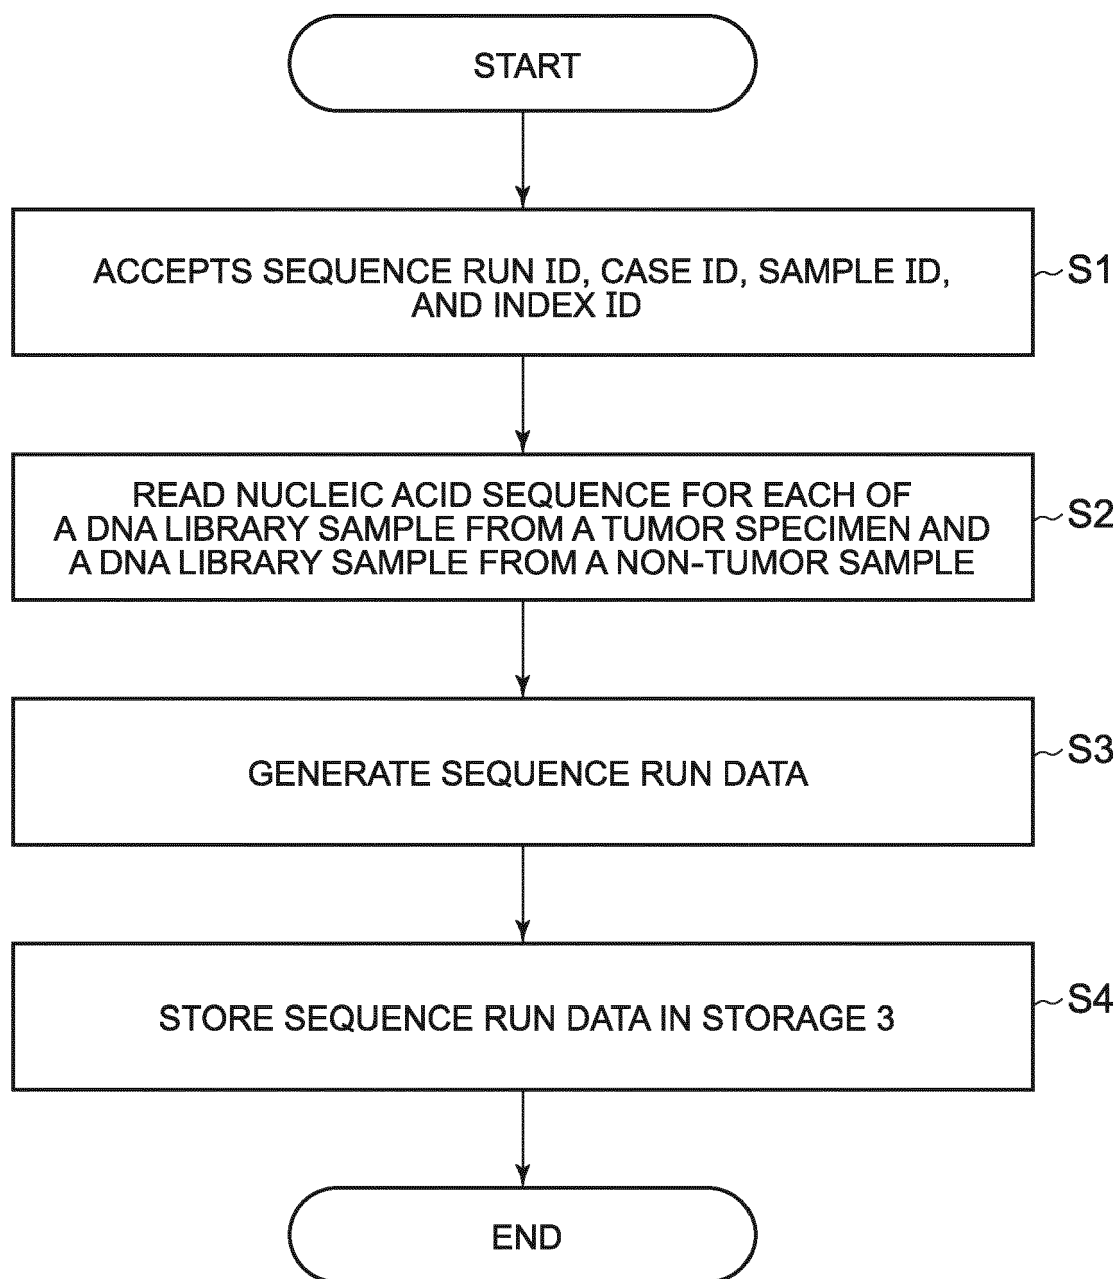 START
ACCEPTS SEQUENCE RUN ID, CASE ID, SAMPLE ID,
AND INDEX ID
S1
READ NUCLEIC ACID SEQUENCE FOR EACH OF
A DNA LIBRARY SAMPLE FROM A TUMOR SPECIMEN AND
A DNA LIBRARY SAMPLE FROM A NON-TUMOR SAMPLE
S2
GENERATE SEQUENCE RUN DATA
S3
STORE SEQUENCE RUN DATA IN STORAGE 3
S4
END